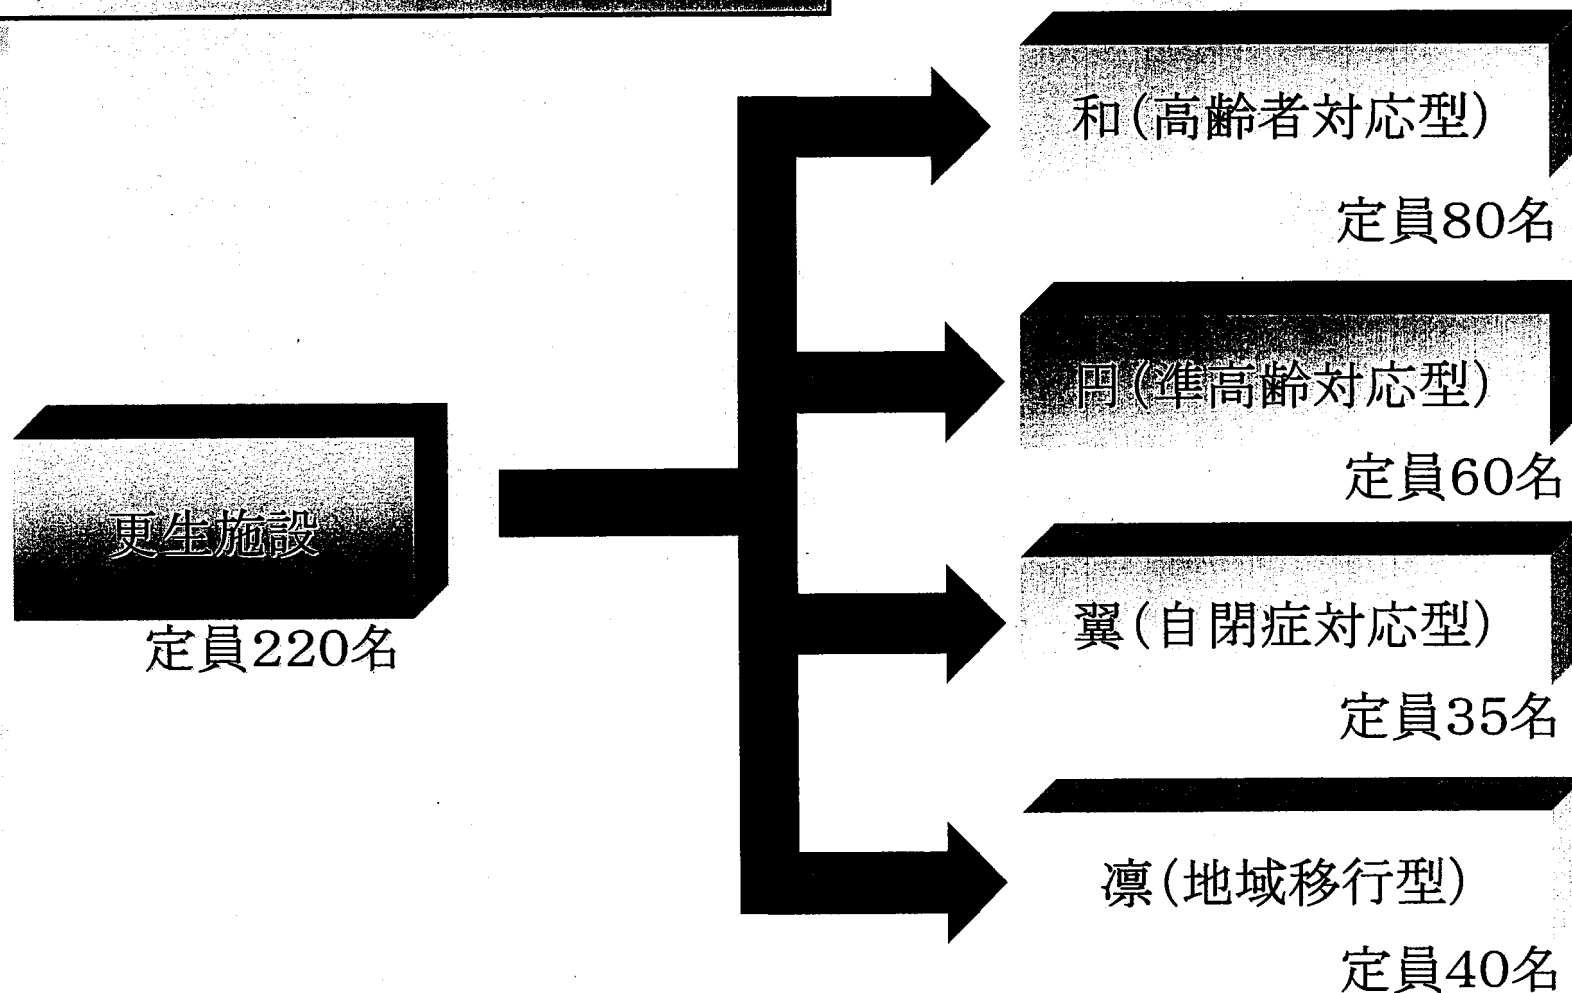 更生施設
定員220名
和(高齢者対応型)
定員80名
円(準高齢対応型)
定員60名
翼(自閉症対応型)
定員35名
凛(地域移行型)
定員40名